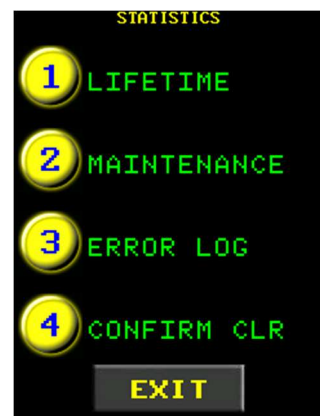 STATISTICS
1 LIFETIME
2 MAINTENANCE
3 ERROR LOG
4 CONFIRM CLR
EXIT